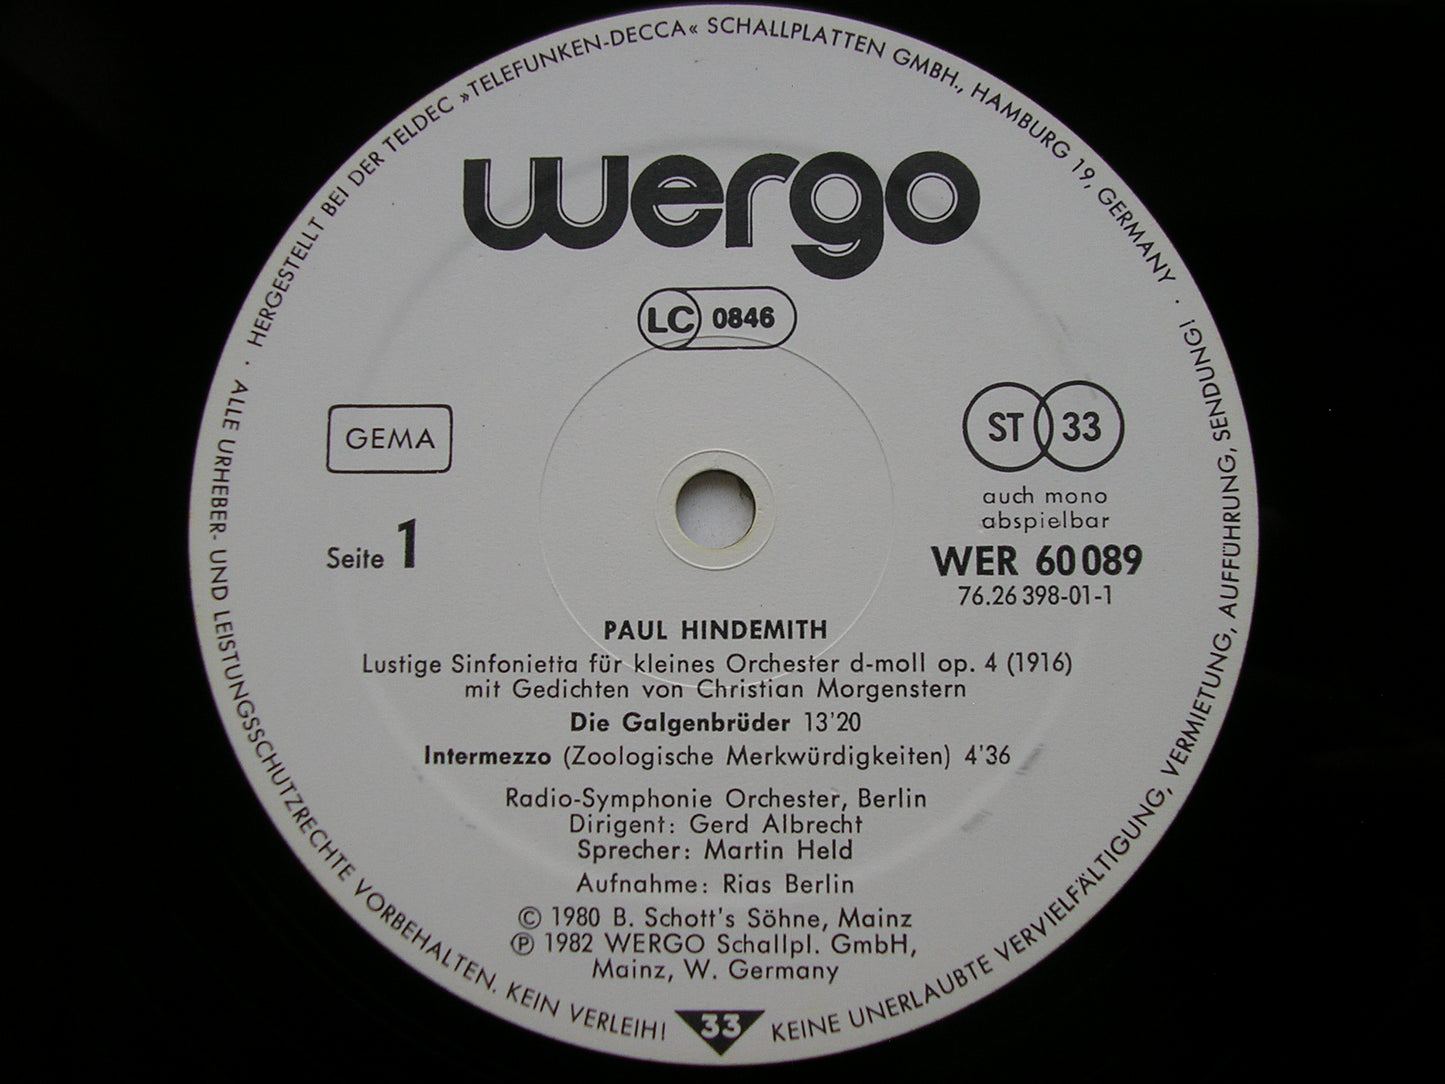 HERGESTELLT BEI DER TELDEC »TELEFUNKEN-DECCA« SCHALLPLATTEN GMBH., HAMBURG 19, GERMANY ·
wergo
LC 0846
GEMA
ST 33
auch mono
abspielbar
Seite 1
WER 60089
76.26 398-01-1
PAUL HINDEMITH
Lustige Sinfonietta für kleines Orchester d-moll op. 4 (1916)
mit Gedichten von Christian Morgenstern
Die Galgenbrüder 13'20
Intermezzo (Zoologische Merkwürdigkeiten) 4'36
Radio-Symphonie Orchester, Berlin
Dirigent: Gerd Albrecht
Sprecher: Martin Held
Aufnahme: Rias Berlin
© 1980 B. Schott's Söhne, Mainz
℗ 1982 WERGO Schallpl. GmbH,
Mainz, W. Germany
· ALLE URHEBER- UND LEISTUNGSSCHUTZRECHTE VORBEHALTEN. KEIN VERLEIH!
33
KEINE UNERLAUBTE VERVIELFÄLTIGUNG, VERMIETUNG, AUFFÜHRUNG, SENDUNG!